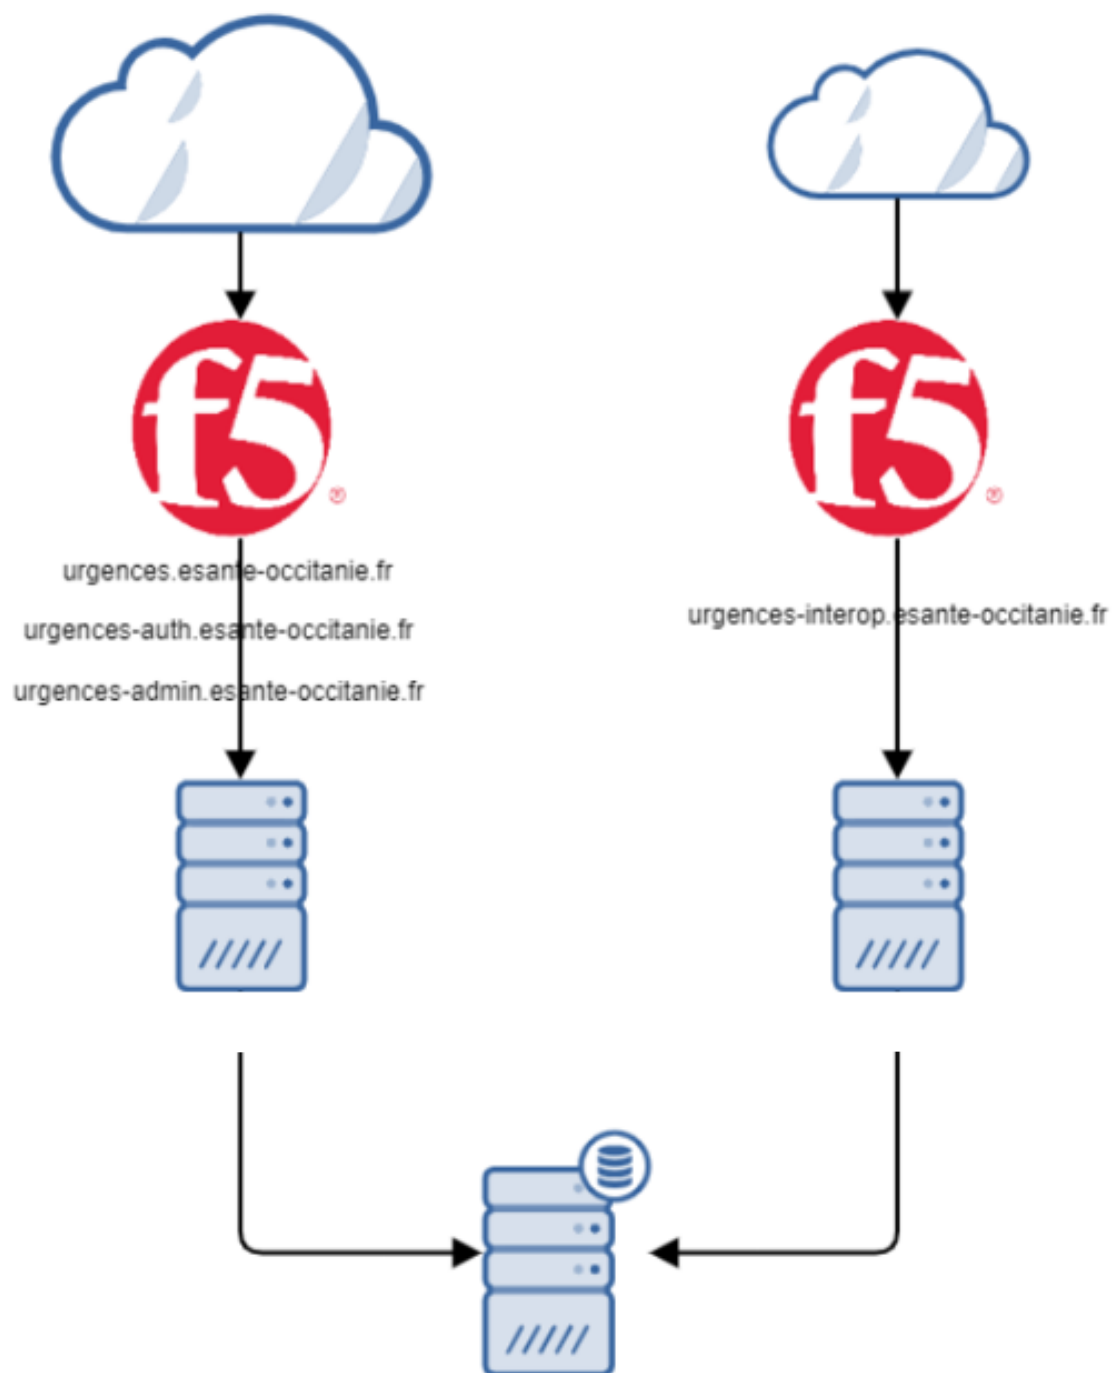 f5®
f5®
urgences.esante-occitanie.fr
urgences-auth.esante-occitanie.fr
urgences-admin.esante-occitanie.fr
urgences-interop.esante-occitanie.fr